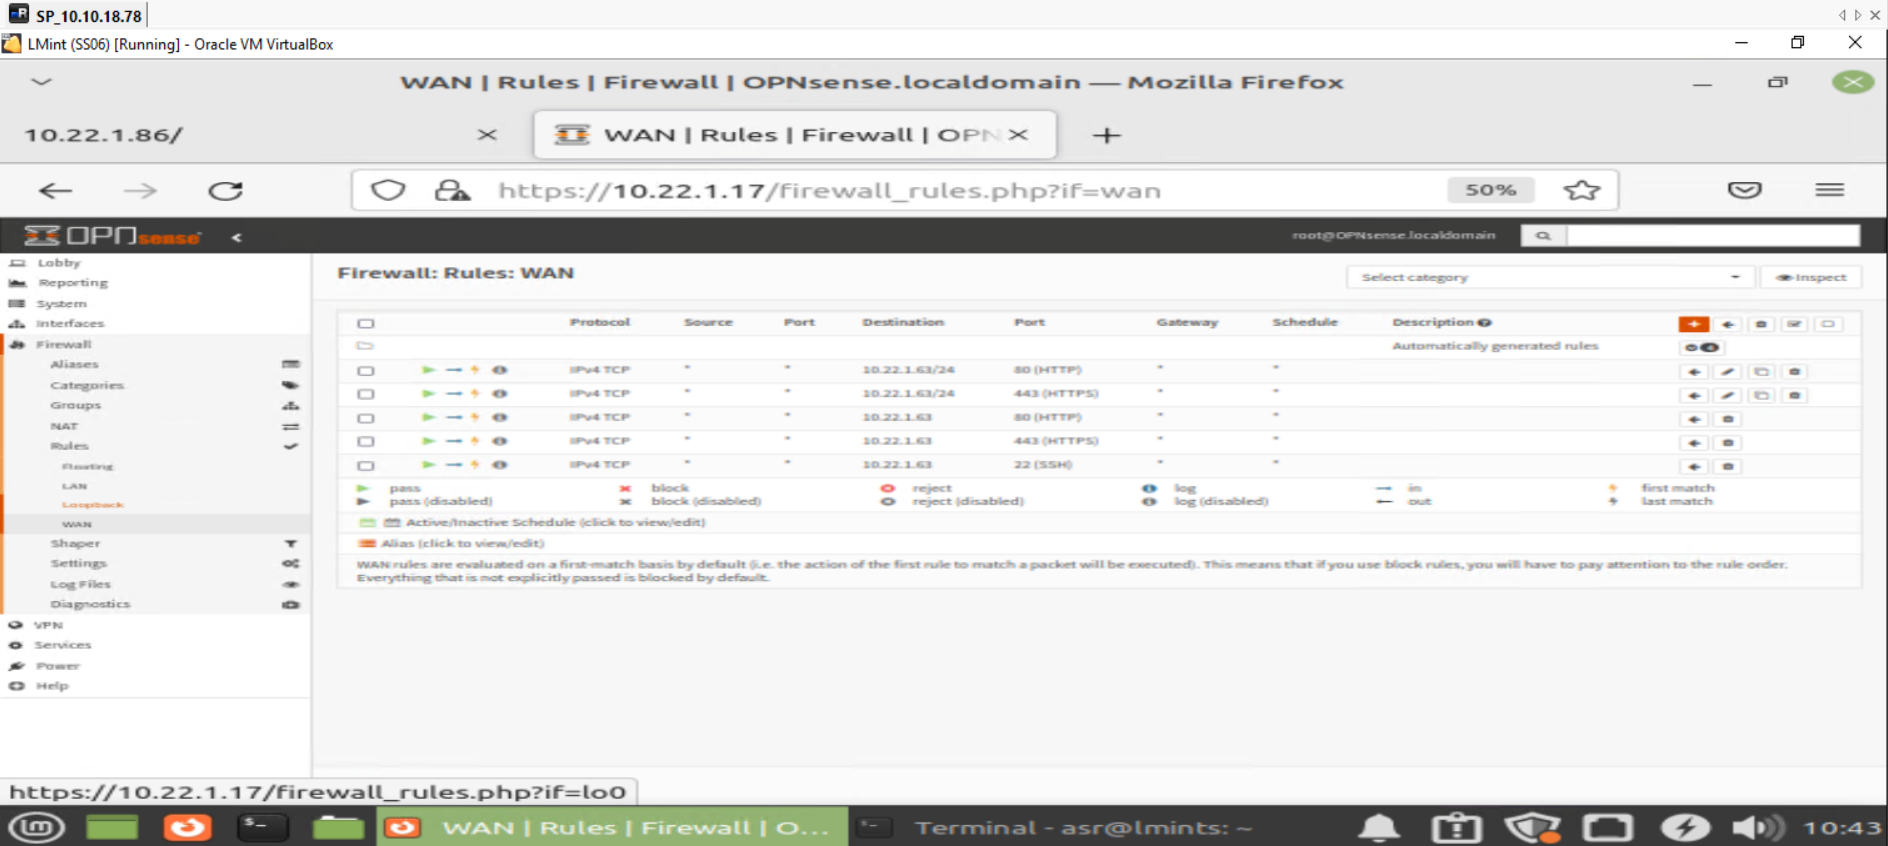 SP_10.10.18.78
LMint (SS06) [Running] - Oracle VM VirtualBox
WAN | Rules | Firewall | OPNsense.localdomain — Mozilla Firefox
10.22.1.86/
WAN | Rules | Firewall | OPN
https://10.22.1.17/firewall_rules.php?if=wan
50%
OPNsense
root@OPNsense.localdomain
Lobby
Reporting
System
Interfaces
Firewall
Aliases
Categories
Groups
NAT
Rules
Floating
LAN
Loopback
WAN
Shaper
Settings
Log Files
Diagnostics
VPN
Services
Power
Help
Firewall: Rules: WAN
Select category
Inspect
Protocol Source Port Destination Port Gateway Schedule Description
Automatically generated rules
IPv4 TCP * * 10.22.1.63/24 80 (HTTP) * *
IPv4 TCP * * 10.22.1.63/24 443 (HTTPS) * *
IPv4 TCP * * 10.22.1.63 80 (HTTP) * *
IPv4 TCP * * 10.22.1.63 443 (HTTPS) * *
IPv4 TCP * * 10.22.1.63 22 (SSH) * *
pass block reject log in first match
pass (disabled) block (disabled) reject (disabled) log (disabled) out last match
Active/Inactive Schedule (click to view/edit)
Alias (click to view/edit)
WAN rules are evaluated on a first-match basis by default (i.e. the action of the first rule to match a packet will be executed). This means that if you use block rules, you will have to pay attention to the rule order.
Everything that is not explicitly passed is blocked by default.
https://10.22.1.17/firewall_rules.php?if=lo0
WAN | Rules | Firewall | O...
Terminal - asr@lmints: ~
10:43